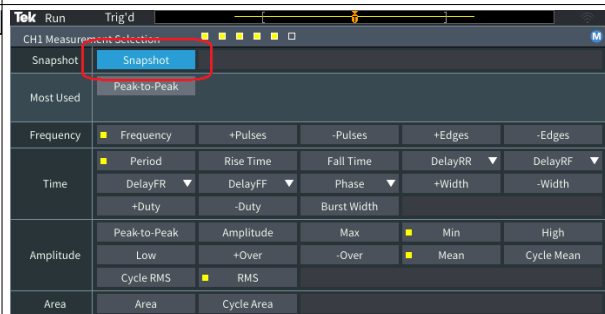 Tek Run Trig'd
CH1 Measurement Selection M
Snapshot Snapshot
Most Used Peak-to-Peak
Frequency Frequency +Pulses -Pulses +Edges -Edges
Time Period Rise Time Fall Time DelayRR DelayRF
DelayFR DelayFF Phase +Width -Width
+Duty -Duty Burst Width
Amplitude Peak-to-Peak Amplitude Max Min High
Low +Over -Over Mean Cycle Mean
Cycle RMS RMS
Area Area Cycle Area